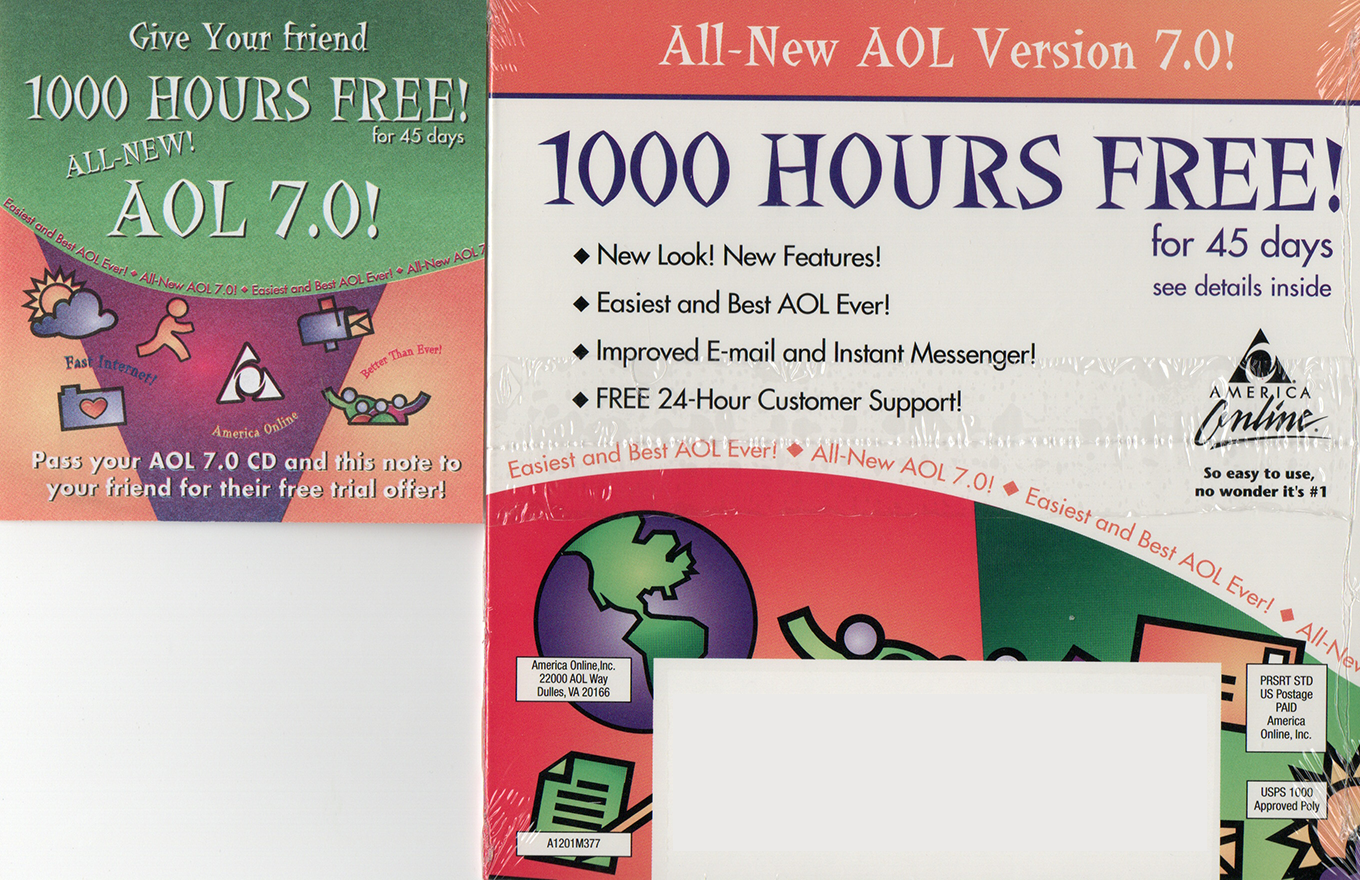 Give Your friend
1000 HOURS FREE!
for 45 days
ALL-NEW!
AOL 7.0!
Easiest and Best AOL Ever! ◆ All-New AOL 7.0! ◆ Easiest and Best AOL Ever! ◆ All-New AOL 7
Fast Internet!
Better Than Ever!
America Online
Pass your AOL 7.0 CD and this note to
your friend for their free trial offer!
All-New AOL Version 7.0!
1000 HOURS FREE!
for 45 days
see details inside
◆ New Look! New Features!
◆ Easiest and Best AOL Ever!
◆ Improved E-mail and Instant Messenger!
◆ FREE 24-Hour Customer Support!
AMERICA
Online.
So easy to use,
no wonder it's #1
Easiest and Best AOL Ever! ◆ All-New AOL 7.0! ◆ Easiest and Best AOL Ever! ◆ All-New
America Online,Inc.
22000 AOL Way
Dulles, VA 20166
PRSRT STD
US Postage
PAID
America
Online, Inc.
USPS 1000
Approved Poly
A1201M377